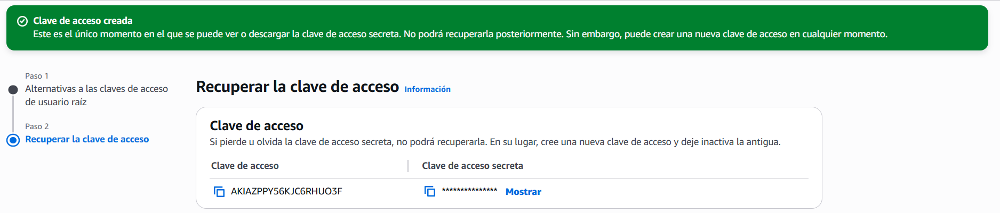 Clave de acceso creada
Este es el único momento en el que se puede ver o descargar la clave de acceso secreta. No podrá recuperarla posteriormente. Sin embargo, puede crear una nueva clave de acceso en cualquier momento.
Paso 1
Alternativas a las claves de acceso
de usuario raíz
Paso 2
Recuperar la clave de acceso
Recuperar la clave de acceso Información
Clave de acceso
Si pierde u olvida la clave de acceso secreta, no podrá recuperarla. En su lugar, cree una nueva clave de acceso y deje inactiva la antigua.
Clave de acceso Clave de acceso secreta
AKIAZPPY56KJC6RHUO3F *************** Mostrar